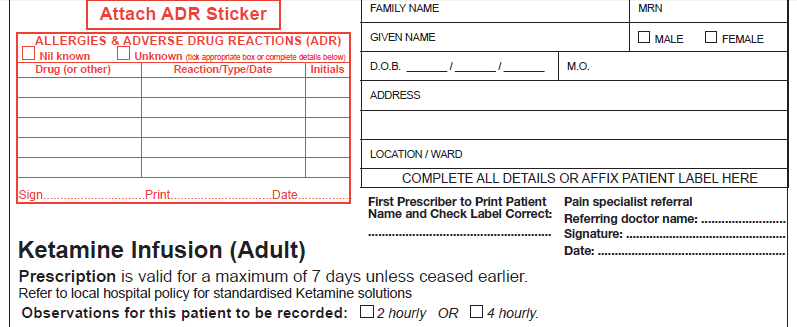 Attach ADR Sticker
ALLERGIES & ADVERSE DRUG REACTIONS (ADR)
Nil known Unknown (tick appropriate box or complete details below)
Drug (or other) Reaction/Type/Date Initials
Sign.................................Print.................................Date.................
FAMILY NAME MRN
GIVEN NAME MALE FEMALE
D.O.B. _______ / _______ / _______ M.O.
ADDRESS
LOCATION / WARD
COMPLETE ALL DETAILS OR AFFIX PATIENT LABEL HERE
First Prescriber to Print Patient
Name and Check Label Correct:
......................................................
Pain specialist referral
Referring doctor name: .........................
Signature: ...............................................
Date: ........................................................
Ketamine Infusion (Adult)
Prescription is valid for a maximum of 7 days unless ceased earlier.
Refer to local hospital policy for standardised Ketamine solutions
Observations for this patient to be recorded: 2 hourly OR 4 hourly.